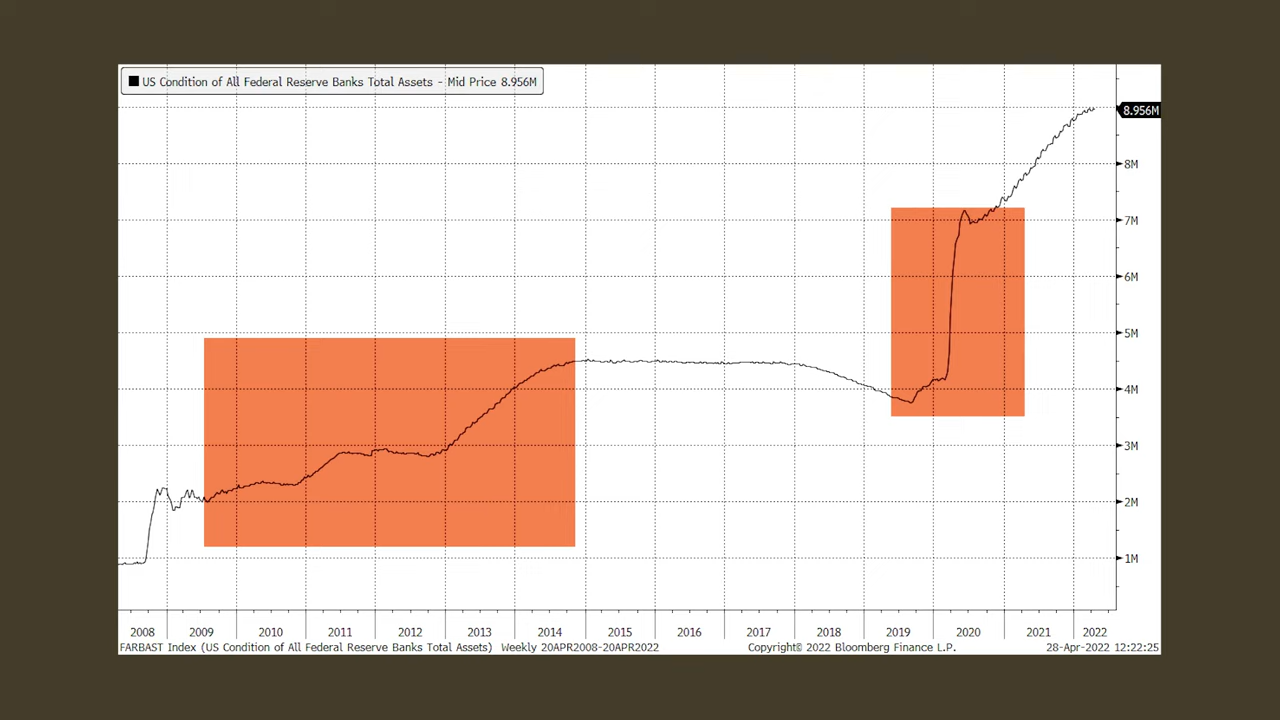 US Condition of All Federal Reserve Banks Total Assets - Mid Price 8.956M
8.956M
8M
7M
6M
5M
4M
3M
2M
1M
2008 2009 2010 2011 2012 2013 2014 2015 2016 2017 2018 2019 2020 2021 2022
FARBAST Index (US Condition of All Federal Reserve Banks Total Assets) Weekly 20APR2008-20APR2022 Copyright© 2022 Bloomberg Finance L.P. 28-Apr-2022 12:22:25